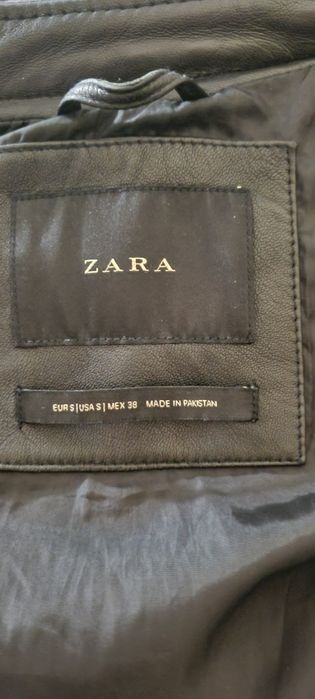 ZARA
EUR S | USA S | MEX 38 MADE IN PAKISTAN